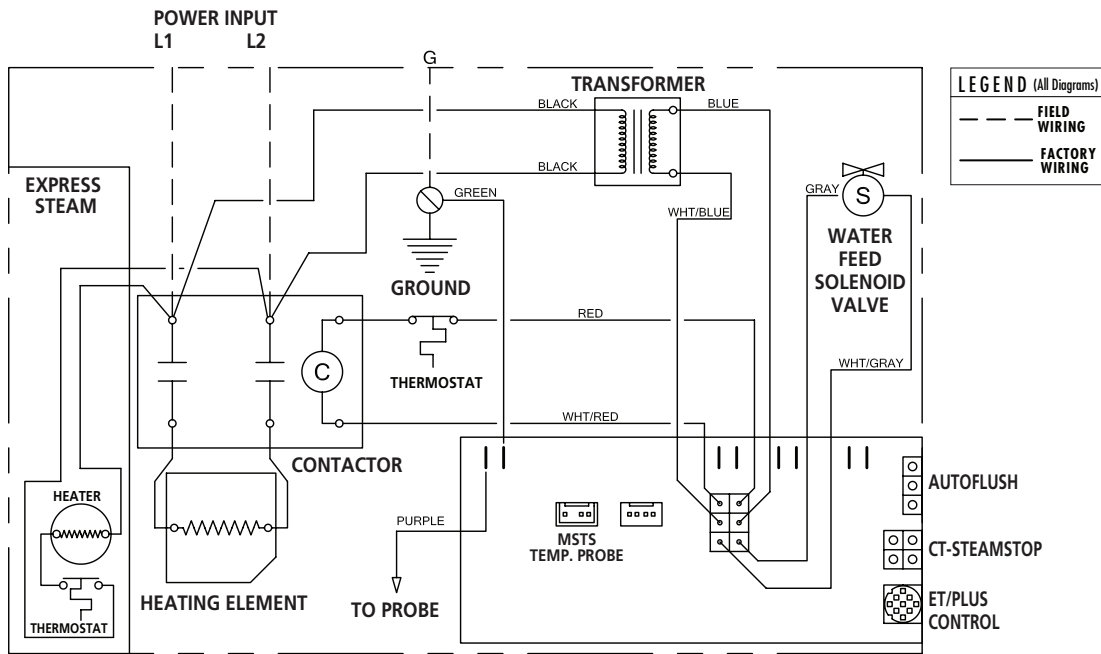 POWER INPUT
L1 L2
G
TRANSFORMER
BLACK
BLUE
BLACK
LEGEND (All Diagrams)
FIELD
WIRING
FACTORY
WIRING
EXPRESS
STEAM
GREEN
WHT/BLUE
GRAY
S
WATER
FEED
SOLENOID
VALVE
GROUND
RED
C
THERMOSTAT
WHT/GRAY
WHT/RED
CONTACTOR
HEATER
PURPLE
MSTS
TEMP. PROBE
AUTOFLUSH
CT-STEAMSTOP
HEATING ELEMENT
TO PROBE
ET/PLUS
CONTROL
THERMOSTAT